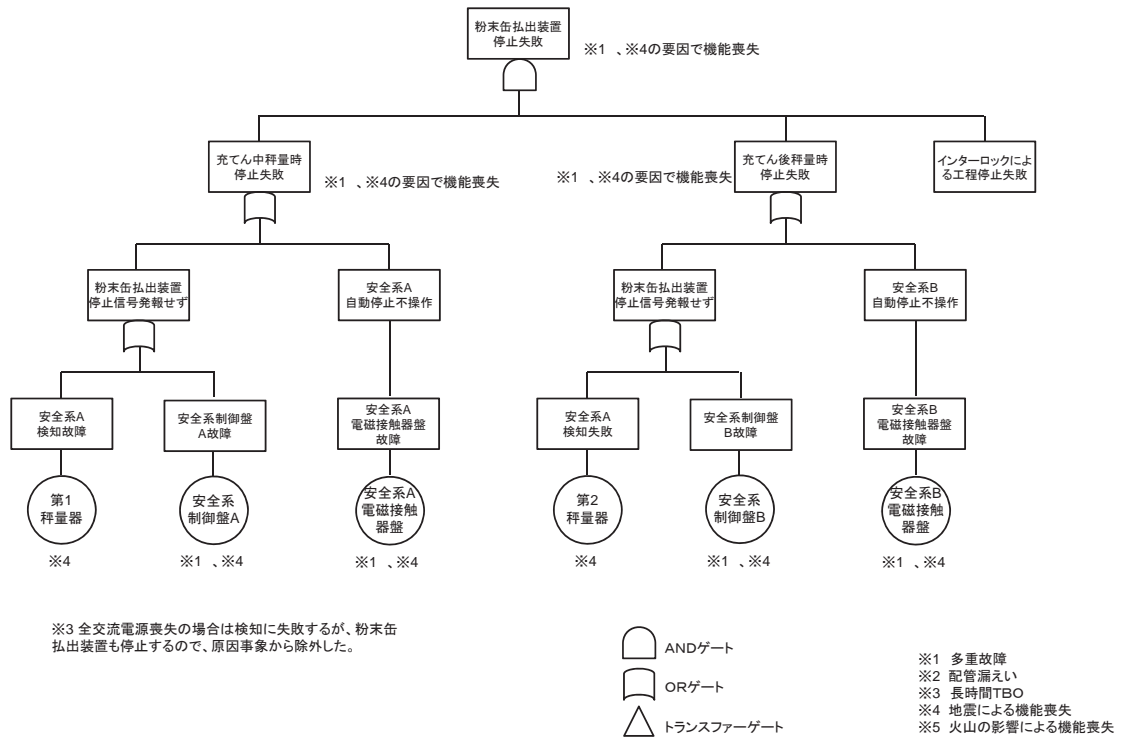 粉末缶払出装置
停止失敗
※1 、※4の要因で機能喪失
充てん中秤量時
停止失敗
※1 、※4の要因で機能喪失
※1 、※4の要因で機能喪失
充てん後秤量時
停止失敗
インターロックによ
る工程停止失敗
粉末缶払出装置
停止信号発報せず
安全系A
自動停止不操作
粉末缶払出装置
停止信号発報せず
安全系B
自動停止不操作
安全系A
検知故障
安全系制御盤
A故障
安全系A
電磁接触器盤
故障
安全系A
検知失敗
安全系制御盤
B故障
安全系B
電磁接触器盤
故障
第1
秤量器
安全系
制御盤A
安全系A
電磁接触
器盤
第2
秤量器
安全系
制御盤B
安全系B
電磁接触
器盤
※4
※1 、※4
※1 、※4
※4
※1 、※4
※1 、※4
※3 全交流電源喪失の場合は検知に失敗するが、粉末缶
払出装置も停止するので、原因事象から除外した。
ANDゲート
ORゲート
トランスファーゲート
※1 多重故障
※2 配管漏えい
※3 長時間TBO
※4 地震による機能喪失
※5 火山の影響による機能喪失